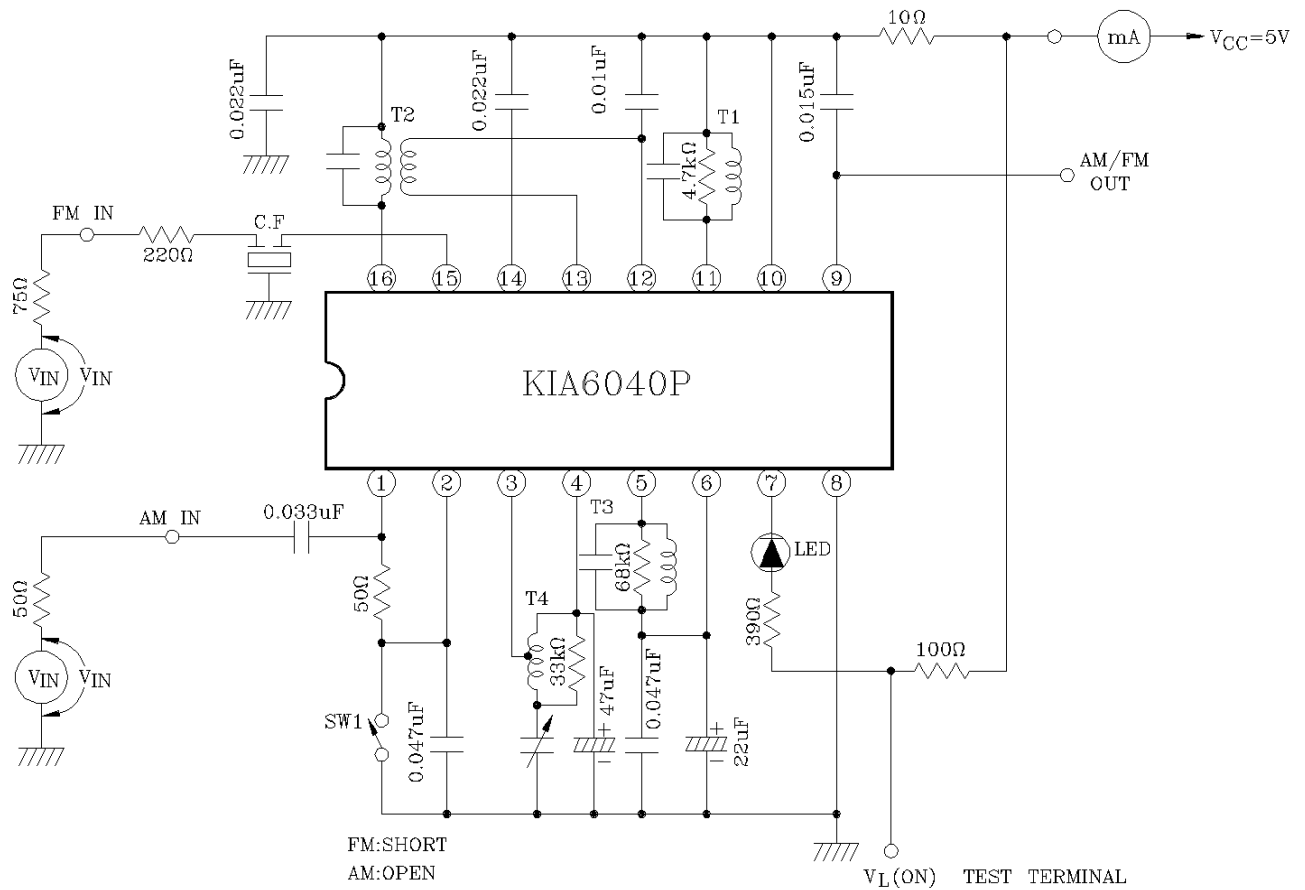 10Ω
mA
VCC=5V
0.022uF
0.022uF
0.01uF
0.015uF
T2
T1
4.7kΩ
AM/FM
OUT
FM IN
C.F
220Ω
75Ω
VIN
VIN
16
15
14
13
12
11
10
9
KIA6040P
1
2
3
4
5
6
7
8
AM IN
0.033uF
50Ω
VIN
VIN
50Ω
T3
68kΩ
LED
T4
33kΩ
390Ω
100Ω
SW1
0.047uF
47uF
+
-
0.047uF
22uF
+
-
FM:SHORT
AM:OPEN
VL(ON) TEST TERMINAL